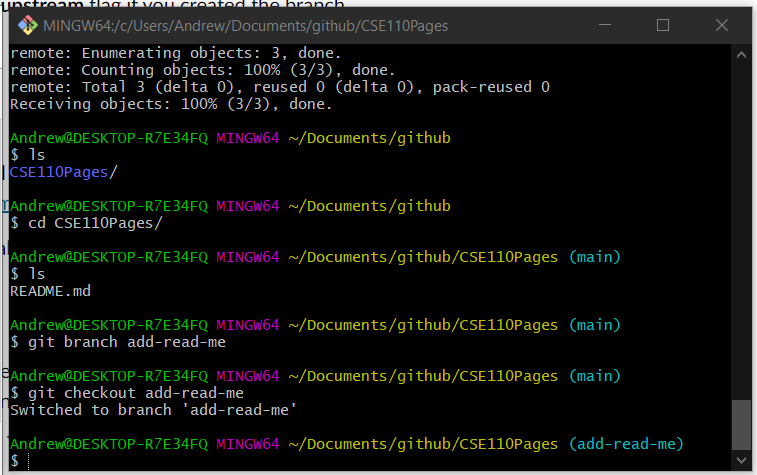 upstream flag if you created the branch
MINGW64:/c/Users/Andrew/Documents/github/CSE110Pages
remote: Enumerating objects: 3, done.
remote: Counting objects: 100% (3/3), done.
remote: Total 3 (delta 0), reused 0 (delta 0), pack-reused 0
Receiving objects: 100% (3/3), done.
Andrew@DESKTOP-R7E34FQ MINGW64 ~/Documents/github
$ ls
CSE110Pages/
Andrew@DESKTOP-R7E34FQ MINGW64 ~/Documents/github
$ cd CSE110Pages/
Andrew@DESKTOP-R7E34FQ MINGW64 ~/Documents/github/CSE110Pages (main)
$ ls
README.md
Andrew@DESKTOP-R7E34FQ MINGW64 ~/Documents/github/CSE110Pages (main)
$ git branch add-read-me
Andrew@DESKTOP-R7E34FQ MINGW64 ~/Documents/github/CSE110Pages (main)
$ git checkout add-read-me
Switched to branch 'add-read-me'
Andrew@DESKTOP-R7E34FQ MINGW64 ~/Documents/github/CSE110Pages (add-read-me)
$